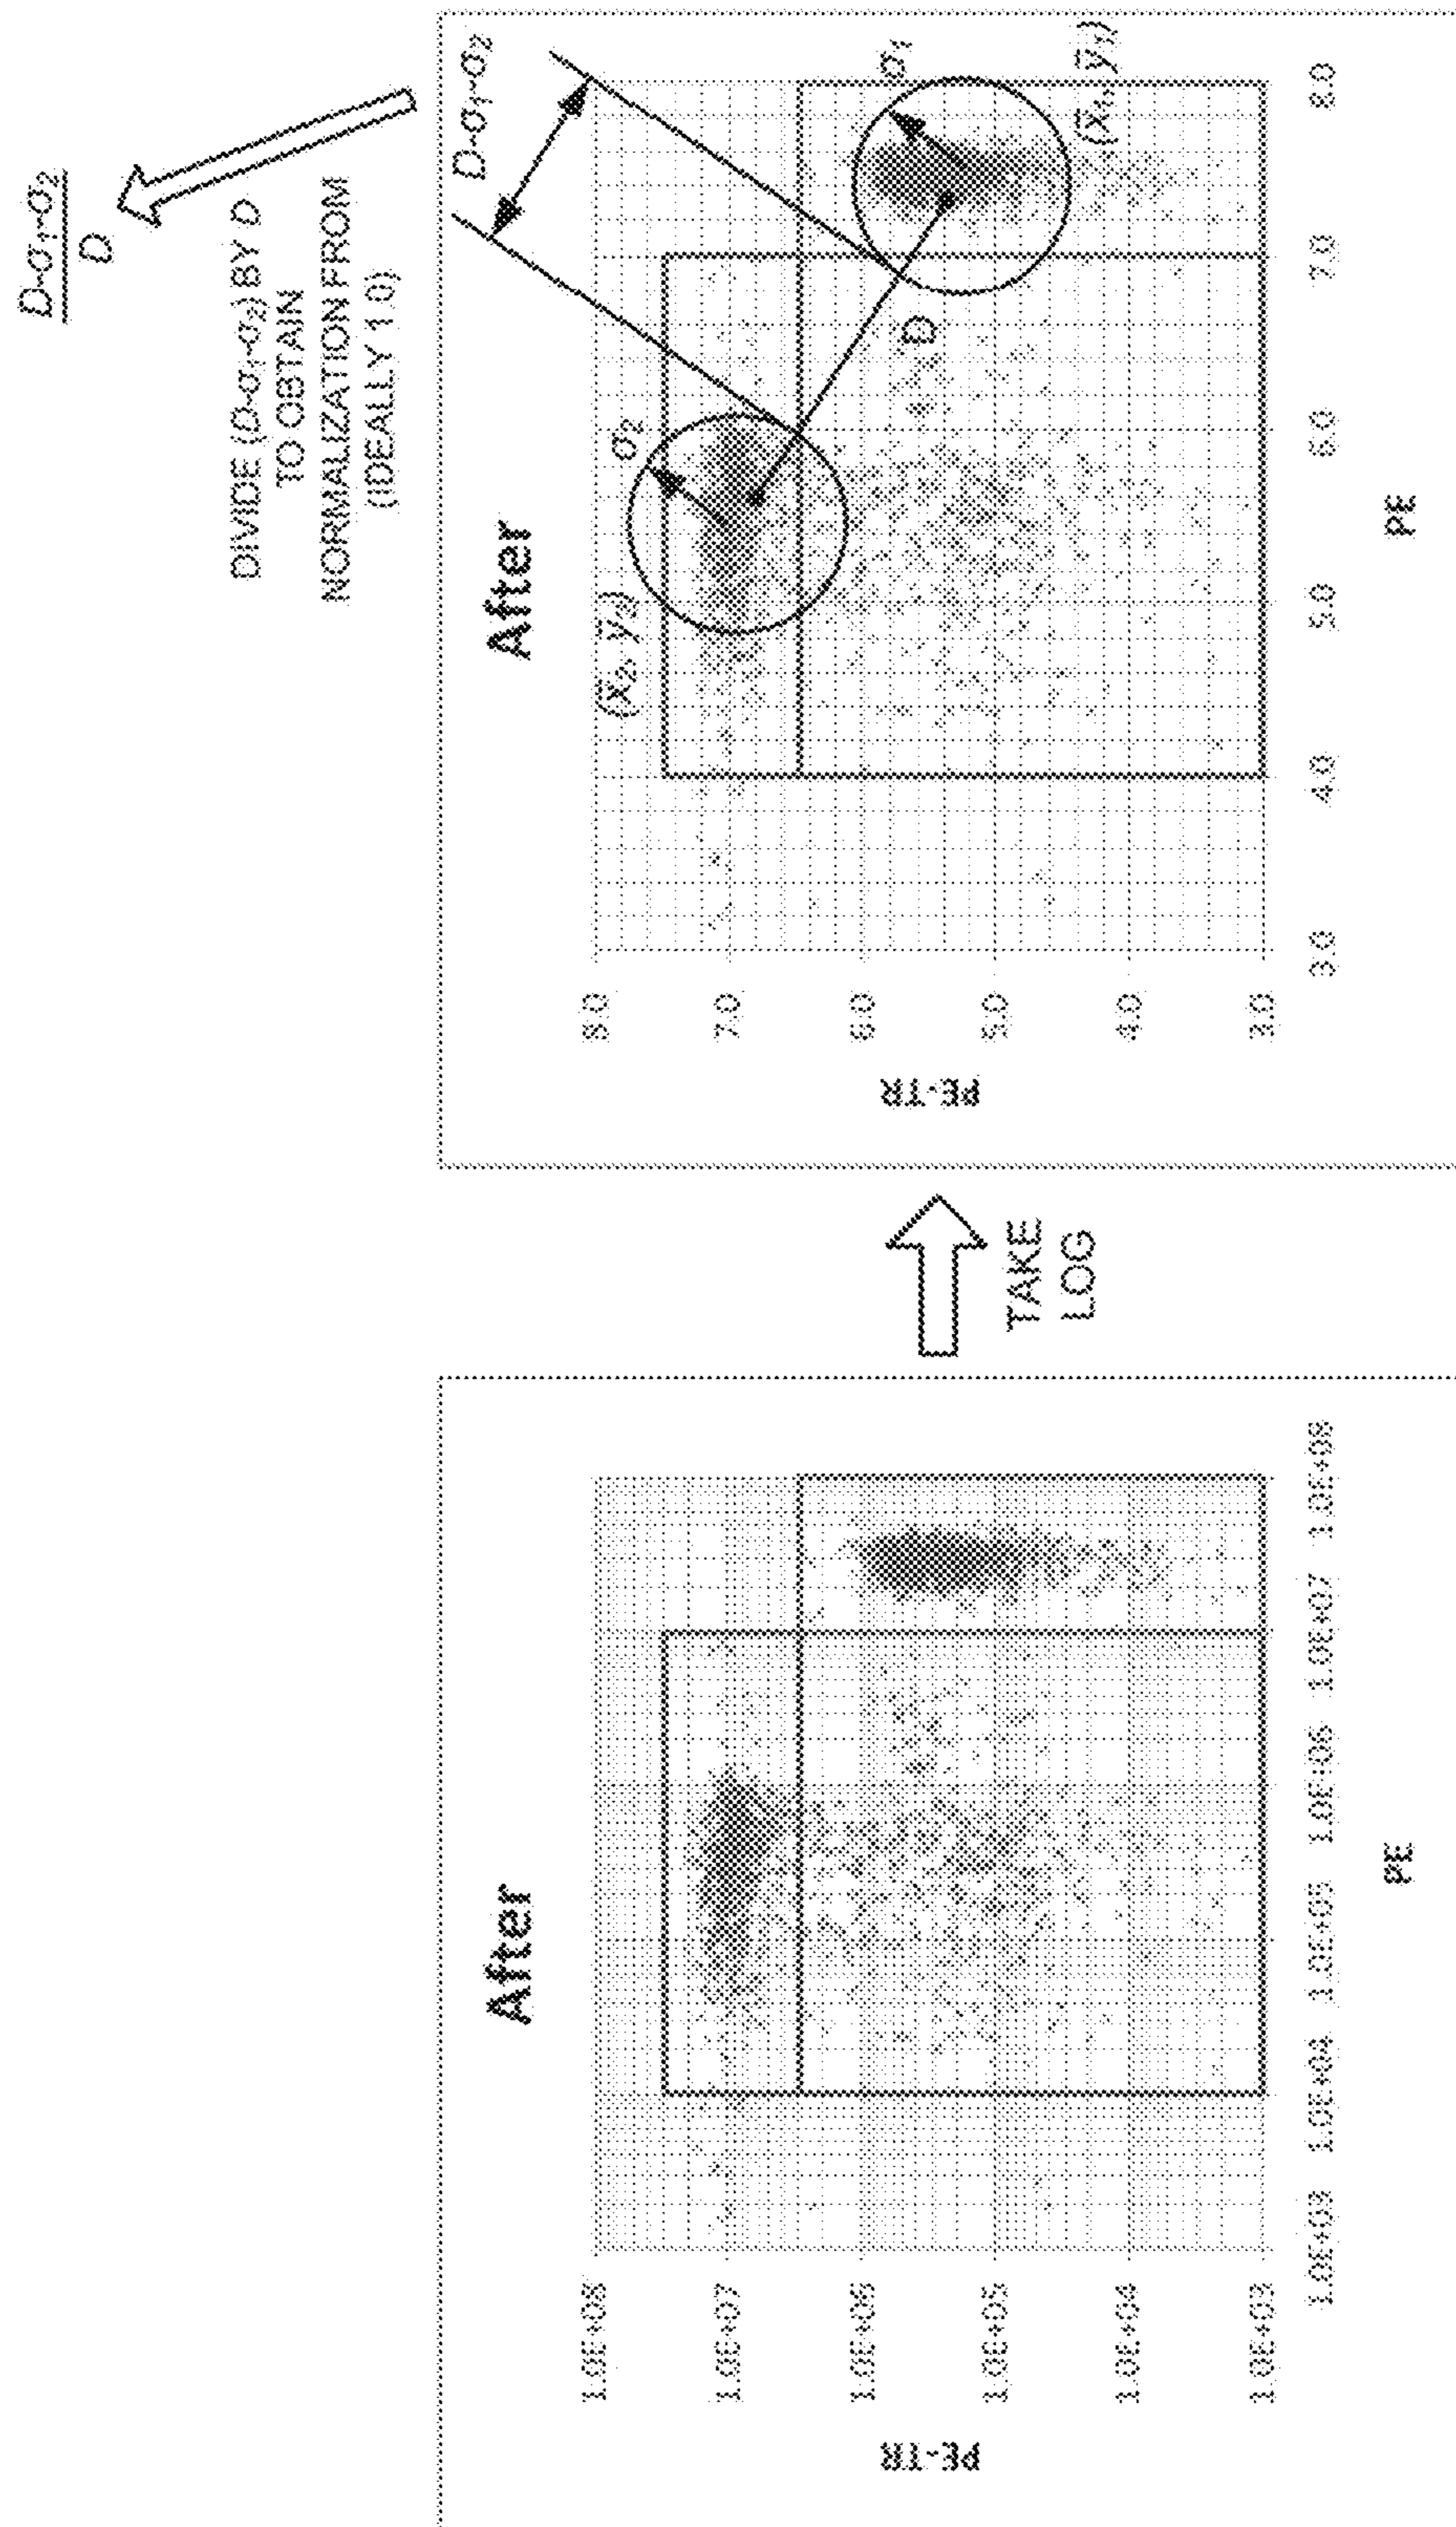 After
PE-TR
1.0E+08
1.0E+07
1.0E+06
1.0E+05
1.0E+04
1.0E+03
1.0E+03 1.0E+04 1.0E+05 1.0E+06 1.0E+07 1.0E+08
PE
TAKE
LOG
D-σ₁-σ₂
D
DIVIDE (D-σ₁-σ₂) BY D
TO OBTAIN
NORMALIZATION FROM
(IDEALLY 1.0)
After
D-σ₁-σ₂
(x̄₂, ȳ₂)
σ₂
σ₁
D
(x̄₁, ȳ₁)
PE-TR
8.0
7.0
6.0
5.0
4.0
3.0
3.0 4.0 5.0 6.0 7.0 8.0
PE